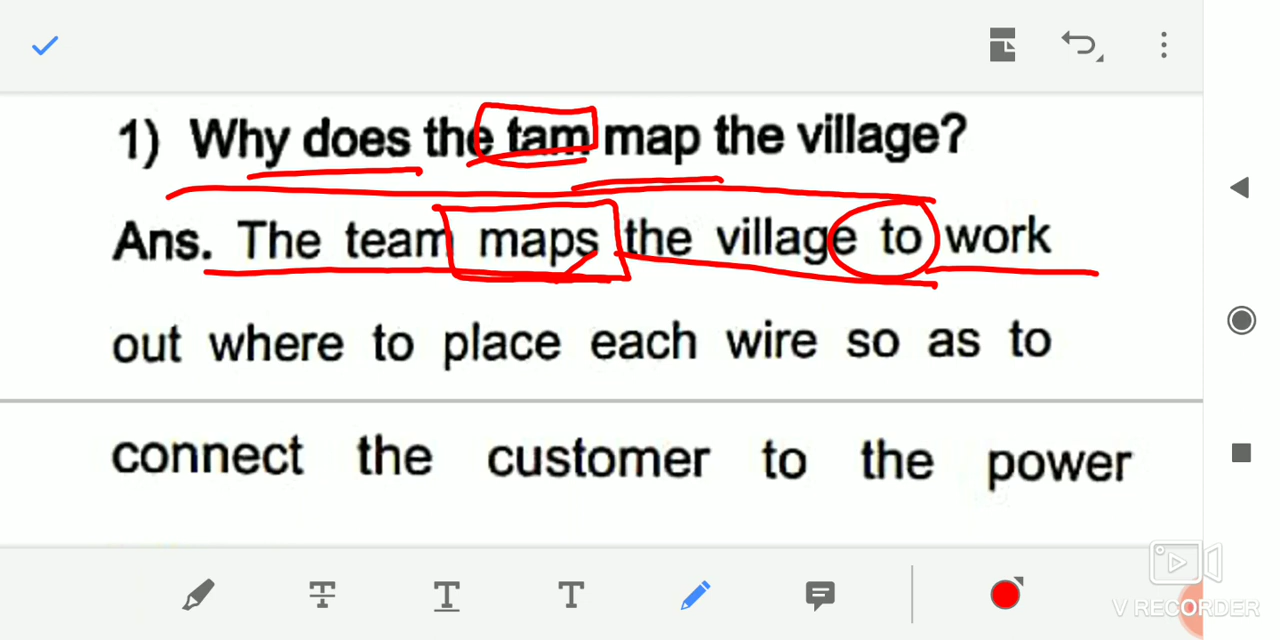 1) Why does the tam map the village?
Ans. The team maps the village to work
out where to place each wire so as to
connect the customer to the power
T T T
V RECORDER